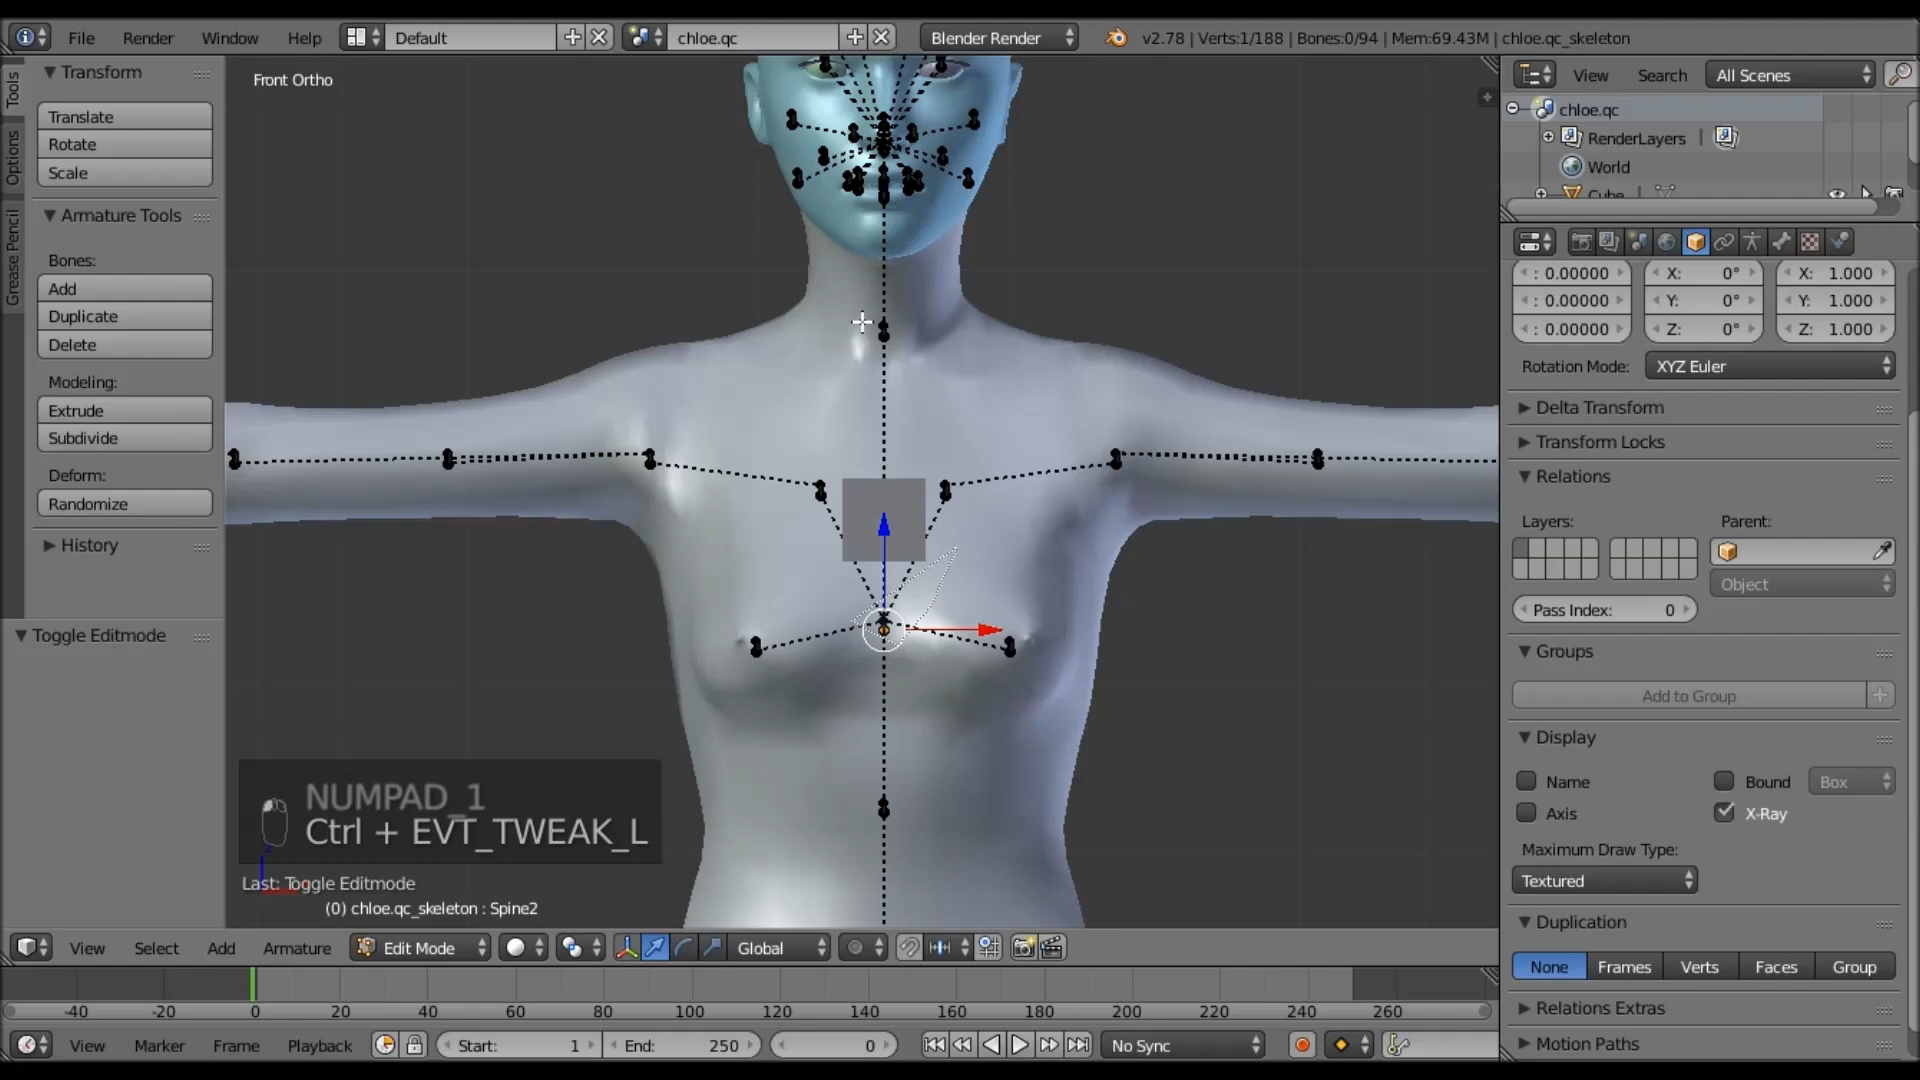 File Render Window Help Default chloe.qc Blender Render v2.78 | Verts:1/188 | Bones:0/94 | Mem:69.43M | chloe.qc_skeleton
Tools
Options
Grease Pencil
Transform
Translate
Rotate
Scale
Armature Tools
Bones:
Add
Duplicate
Delete
Modeling:
Extrude
Subdivide
Deform:
Randomize
History
Toggle Editmode
Front Ortho
NUMPAD_1
Ctrl + EVT_TWEAK_L
Last: Toggle Editmode
(0) chloe.qc_skeleton : Spine2
View Select Add Armature Edit Mode Global
-40 -20 0 20 40 60 80 100 120 140 160 180 200 220 240 260
View Marker Frame Playback Start: 1 End: 250 0 No Sync
View Search All Scenes
chloe.qc
RenderLayers |
World
Cube |
: 0.00000 X: 0° X: 1.000
: 0.00000 Y: 0° Y: 1.000
: 0.00000 Z: 0° Z: 1.000
Rotation Mode: XYZ Euler
Delta Transform
Transform Locks
Relations
Layers: Parent:
Object
Pass Index: 0
Groups
Add to Group
Display
Name Bound Box
Axis X-Ray
Maximum Draw Type:
Textured
Duplication
None Frames Verts Faces Group
Relations Extras
Motion Paths